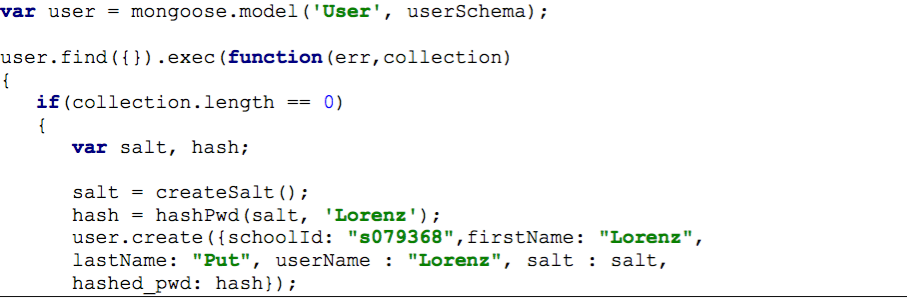 var user = mongoose.model('User', userSchema);
user.find({}).exec(function(err,collection)
{
if(collection.length == 0)
{
var salt, hash;
salt = createSalt();
hash = hashPwd(salt, 'Lorenz');
user.create({schoolId: "s079368",firstName: "Lorenz",
lastName: "Put", userName : "Lorenz", salt : salt,
hashed_pwd: hash});